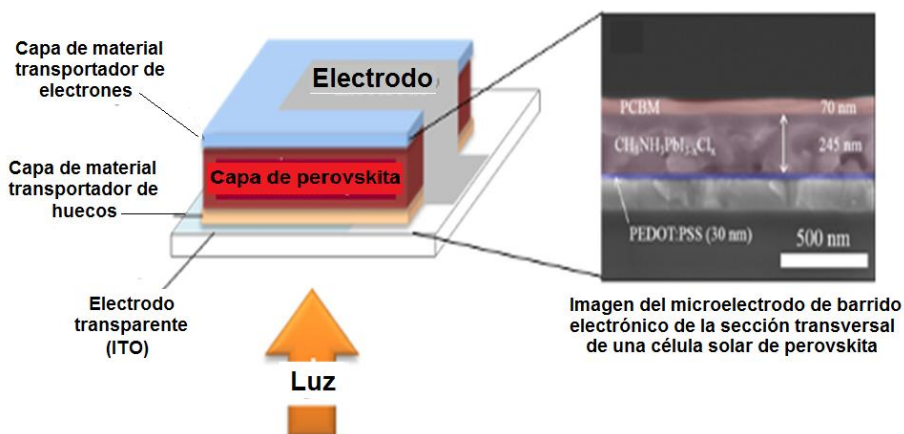 Capa de material
transportador de
electrones
Capa de material
transportador de
huecos
Electrodo
transparente
(ITO)
Electrodo
Capa de perovskita
Luz
PCBM
70 nm
CH₃NH₃PbI₃₋ₓClₓ
245 nm
PEDOT:PSS (30 nm)
500 nm
Imagen del microelectrodo de barrido
electrónico de la sección transversal
de una célula solar de perovskita